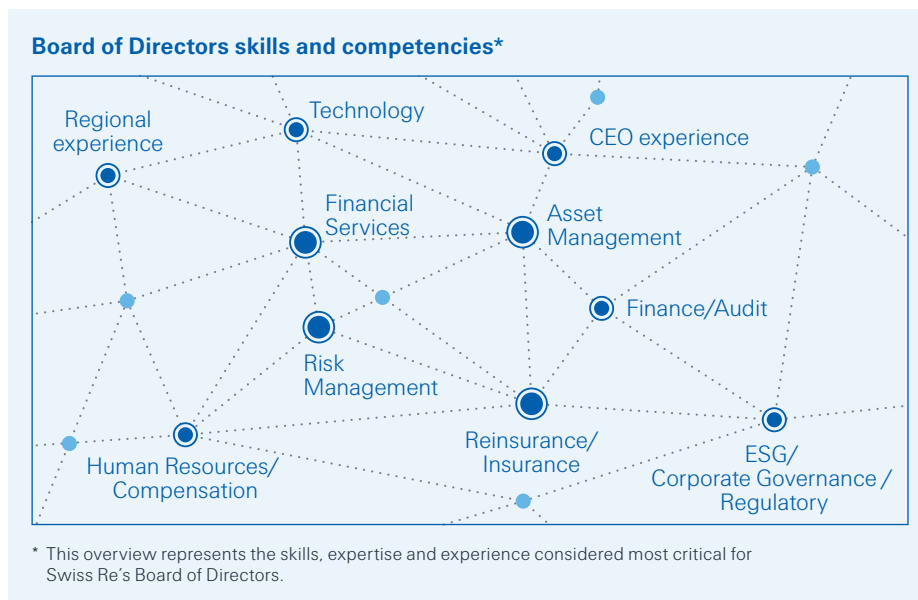 Board of Directors skills and competencies*
Technology
Regional
experience
CEO experience
Financial
Services
Asset
Management
Finance/Audit
Risk
Management
Reinsurance/
Insurance
Human Resources/
Compensation
ESG/
Corporate Governance/
Regulatory
* This overview represents the skills, expertise and experience considered most critical for
Swiss Re's Board of Directors.